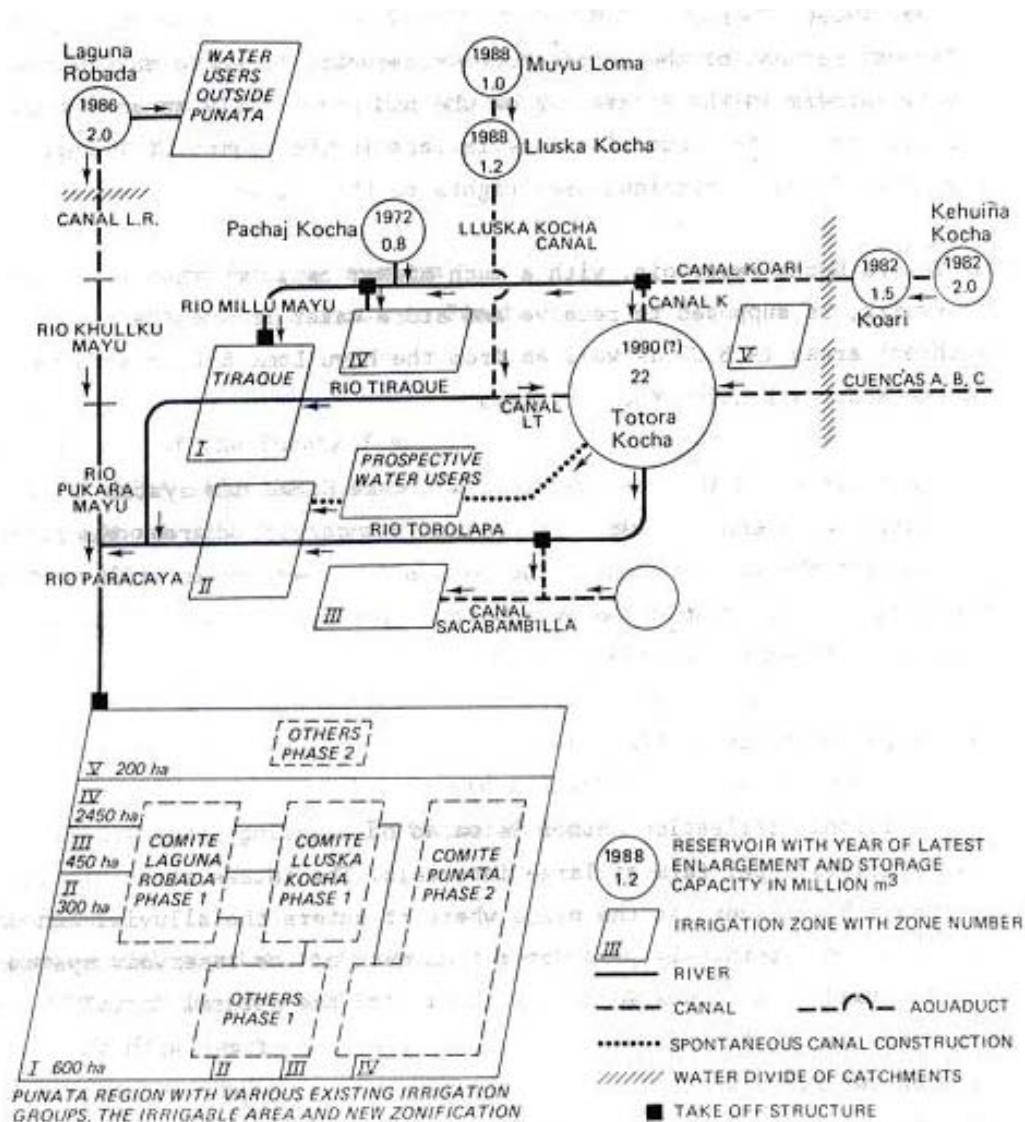 Laguna
Robada
1986
2.0
WATER
USERS
OUTSIDE
PUNATA
1988
1.0
Muyu Loma
1988
1.2
Lluska Kocha
CANAL L.R.
Pachaj Kocha
1972
0.8
LLUSKA KOCHA
CANAL
Kehuiña
Kocha
CANAL KOARI
1982
1.5
Koari
1982
2.0
RIO MILLU MAYU
CANAL K
RIO KHULLKU
MAYU
IV
V
TIRAQUE
I
RIO TIRAQUE
CANAL
LT
1990 (?)
22
Totora
Kocha
CUENCAS A, B, C
RIO
PUKARA
MAYU
PROSPECTIVE
WATER USERS
RIO TOROLAPA
RIO PARACAYA
II
III
CANAL
SACABAMBILLA
OTHERS
PHASE 2
V 200 ha
IV
2450 ha
III
450 ha
II
300 ha
COMITE
LAGUNA
ROBADA
PHASE 1
COMITE
LLUSKA
KOCHA
PHASE 1
COMITE
PUNATA
PHASE 2
OTHERS
PHASE 1
I 600 ha
II
III
IV
PUNATA REGION WITH VARIOUS EXISTING IRRIGATION
GROUPS, THE IRRIGABLE AREA AND NEW ZONIFICATION
1988
1.2
RESERVOIR WITH YEAR OF LATEST
ENLARGEMENT AND STORAGE
CAPACITY IN MILLION m3
III
IRRIGATION ZONE WITH ZONE NUMBER
RIVER
CANAL
AQUADUCT
SPONTANEOUS CANAL CONSTRUCTION
WATER DIVIDE OF CATCHMENTS
TAKE OFF STRUCTURE